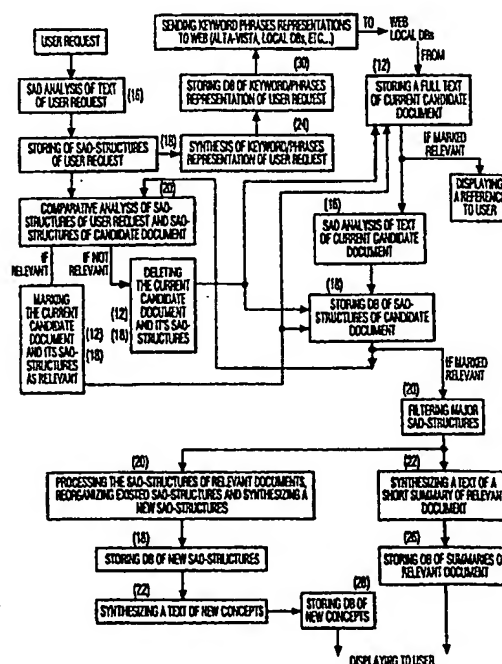 USER REQUEST
SAO ANALYSIS OF TEXT
OF USER REQUEST
(16)
STORING OF SAO-STRUCTURES
OF USER REQUEST
(18)
SENDING KEYWORD PHRASES REPRESENTATIONS
TO WEB (ALTA-VISTA, LOCAL DBs, ETC...)
TO
WEB
LOCAL DBs
FROM
(30)
STORING DB OF KEYWORD/PHRASES
REPRESENTATION OF USER REQUEST
(24)
SYNTHESIS OF KEYWORD/PHRASES
REPRESENTATION OF USER REQUEST
(12)
STORING A FULL TEXT
OF CURRENT CANDIDATE
DOCUMENT
IF MARKED
RELEVANT
DISPLAYING
A REFERENCE
TO USER
(20)
COMPARATIVE ANALYSIS OF SAO-
STRUCTURES OF USER REQUEST AND SAO-
STRUCTURES OF CANDIDATE DOCUMENT
IF
RELEVANT
IF NOT
RELEVANT
MARKING
THE CURRENT
CANDIDATE
DOCUMENT
AND ITS SAO-
STRUCTURES
AS RELEVANT
(12)
(18)
DELETING
THE CURRENT
CANDIDATE
DOCUMENT
AND IT'S SAO-
STRUCTURES
(12)
(18)
(16)
SAO ANALYSIS OF TEXT
OF CURRENT CANDIDATE
DOCUMENT
(18)
STORING DB OF SAO-
STRUCTURES OF CANDIDATE
DOCUMENT
IF MARKED
RELEVANT
(20)
FILTERING MAJOR
SAO-STRUCTURES
(20)
PROCESSING THE SAO-STRUCTURES OF RELEVANT DOCUMENTS,
REORGANIZING EXISTED SAO-STRUCTURES AND SYNTHESIZING A
NEW SAO-STRUCTURES
(18)
STORING DB OF NEW SAO-STRUCTURES
(22)
SYNTHESIZING A TEXT OF NEW CONCEPTS
(28)
STORING DB OF
NEW CONCEPTS
(22)
SYNTHESIZING A TEXT OF A
SHORT SUMMARY OF RELEVANT
DOCUMENT
(26)
STORING DB OF SUMMARIES OF
RELEVANT DOCUMENT
DISPLAYING TO USER